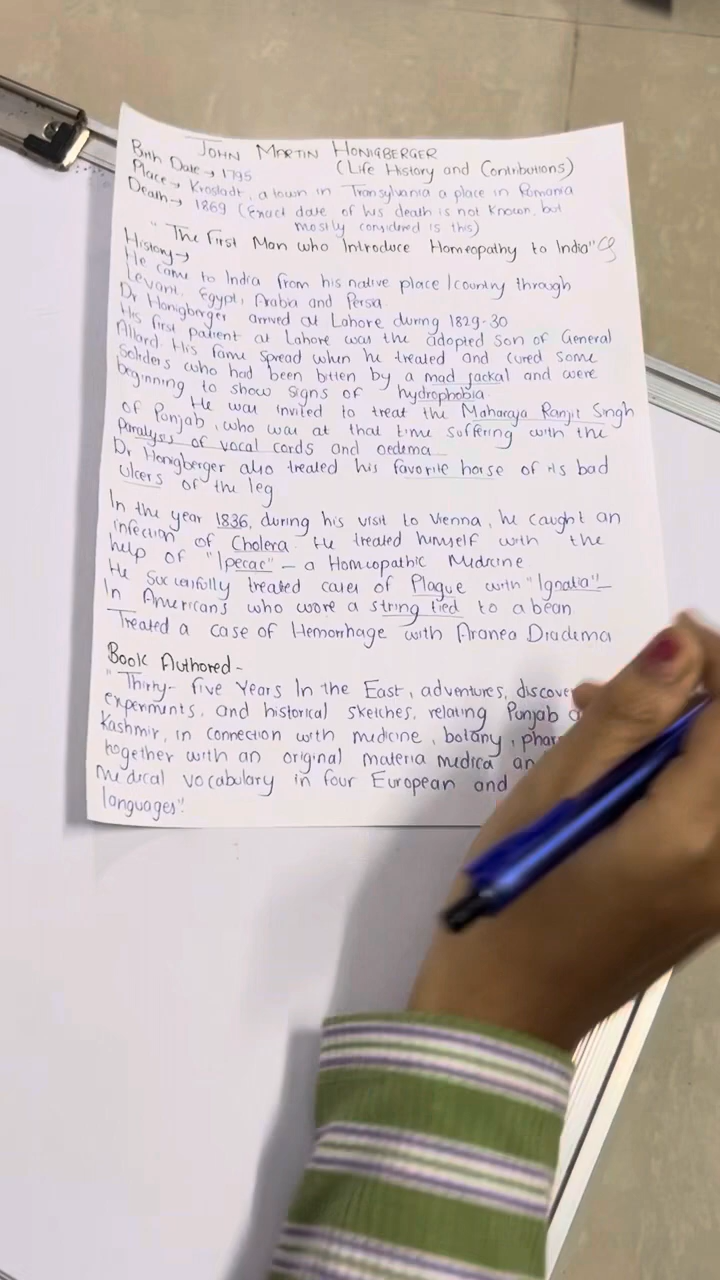 JOHN MARTIN HONIGBERGER
(Life History and Contributions)
Birth Date → 1795
Place → Krosladt, a town in Transylvania a place in Romania
Death → 1869 (Exact date of his death is not known, but
mostly considered is this)
"The First Man who Introduce Homeopathy to India"
History →
He came to India from his native place/country through
Levant, Egypt, Arabia and Persia
Dr Honigberger arrived at Lahore during 1829-30
His first patient at Lahore was the adopted son of General
Allard. His fame spread when he treated and cured some
Soliders who had been bitten by a mad jackal and were
beginning to show signs of hydrophobia
He was invited to treat the Maharaja Ranjit Singh
of Punjab, who was at that time suffering with the
paralysis of vocal cords and oedema
Dr Honigberger also treated his favorite horse of its bad
ulcers of the leg
In the year 1836, during his visit to Vienna, he caught an
infection of Cholera. He treated himself with the
help of "Ipecac" – a Homeopathic Medicine
He Succesfully treated cases of Plague with "Ignatia" –
In Americans who wore a string tied to a bean
Treated a case of Hemorrhage with Aranea Diadema
Book Authored -
"Thirty-five Years In the East, adventures,
experments, and historical sketches, relating Punjab
Kashmir, in connection with medicine, botany,
together with an original materia medica
medical vocabulary in four European and
languages".